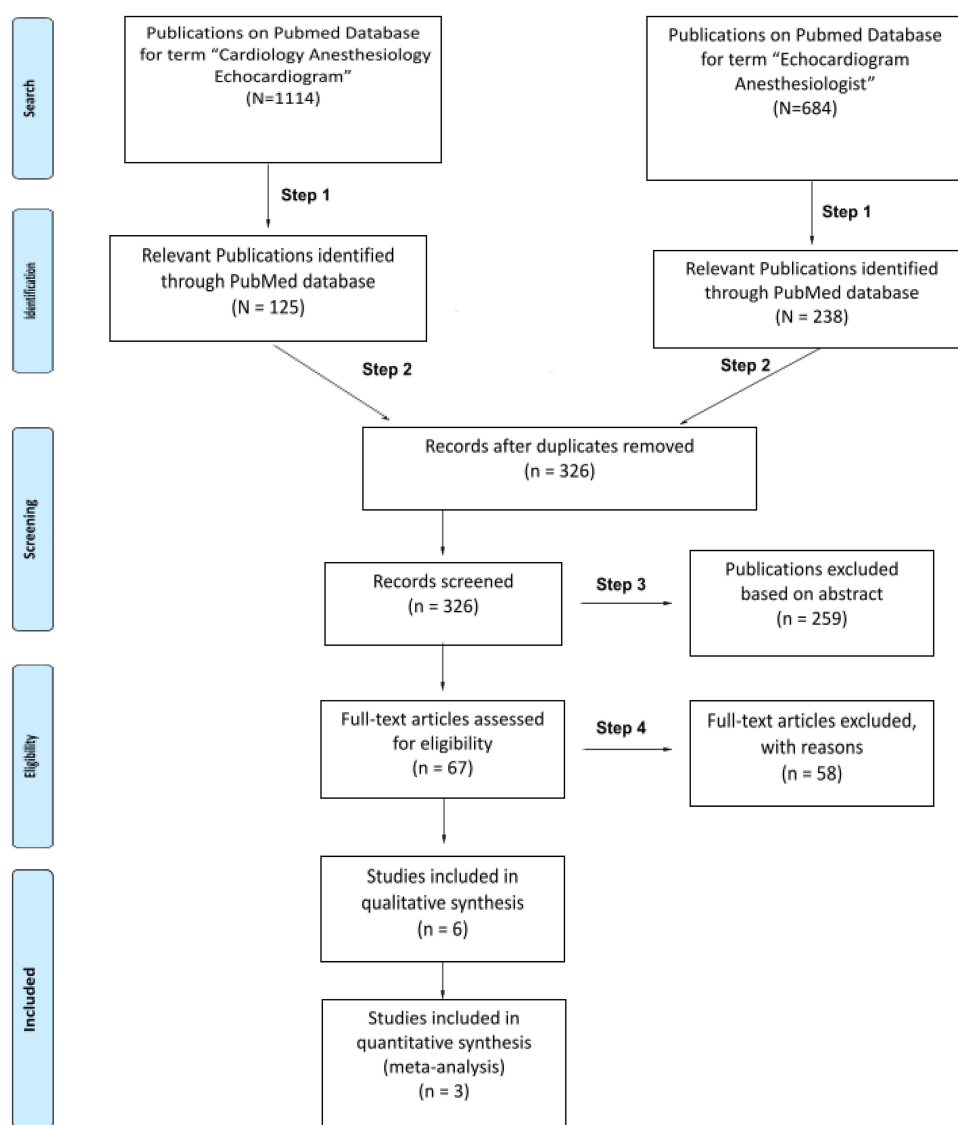 Search
Publications on Pubmed Database
for term “Cardiology Anesthesiology
Echocardiogram”
(N=1114)
Publications on Pubmed Database
for term “Echocardiogram
Anesthesiologist”
(N=684)
Step 1
Step 1
Identification
Relevant Publications identified
through PubMed database
(N = 125)
Relevant Publications identified
through PubMed database
(N = 238)
Step 2
Step 2
Screening
Records after duplicates removed
(n = 326)
Records screened
(n = 326)
Step 3
Publications excluded
based on abstract
(n = 259)
Eligibility
Full-text articles assessed
for eligibility
(n = 67)
Step 4
Full-text articles excluded,
with reasons
(n = 58)
Included
Studies included in
qualitative synthesis
(n = 6)
Studies included in
quantitative synthesis
(meta-analysis)
(n = 3)